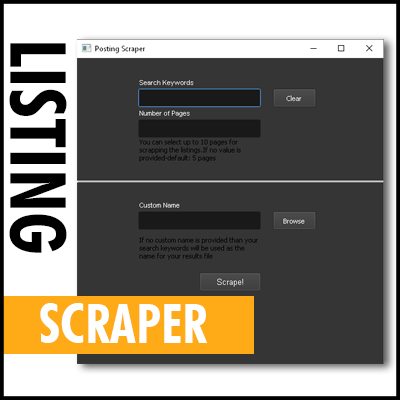 LISTING
SCRAPER
Posting Scraper
Search Keywords
Clear
Number of Pages
You can select up to 10 pages for
scrapping the listings.If no value is
provided-default: 5 pages
Custom Name
Browse
If no custom name is provided than your
search keywords will be used as the
name for your results file
Scrape!